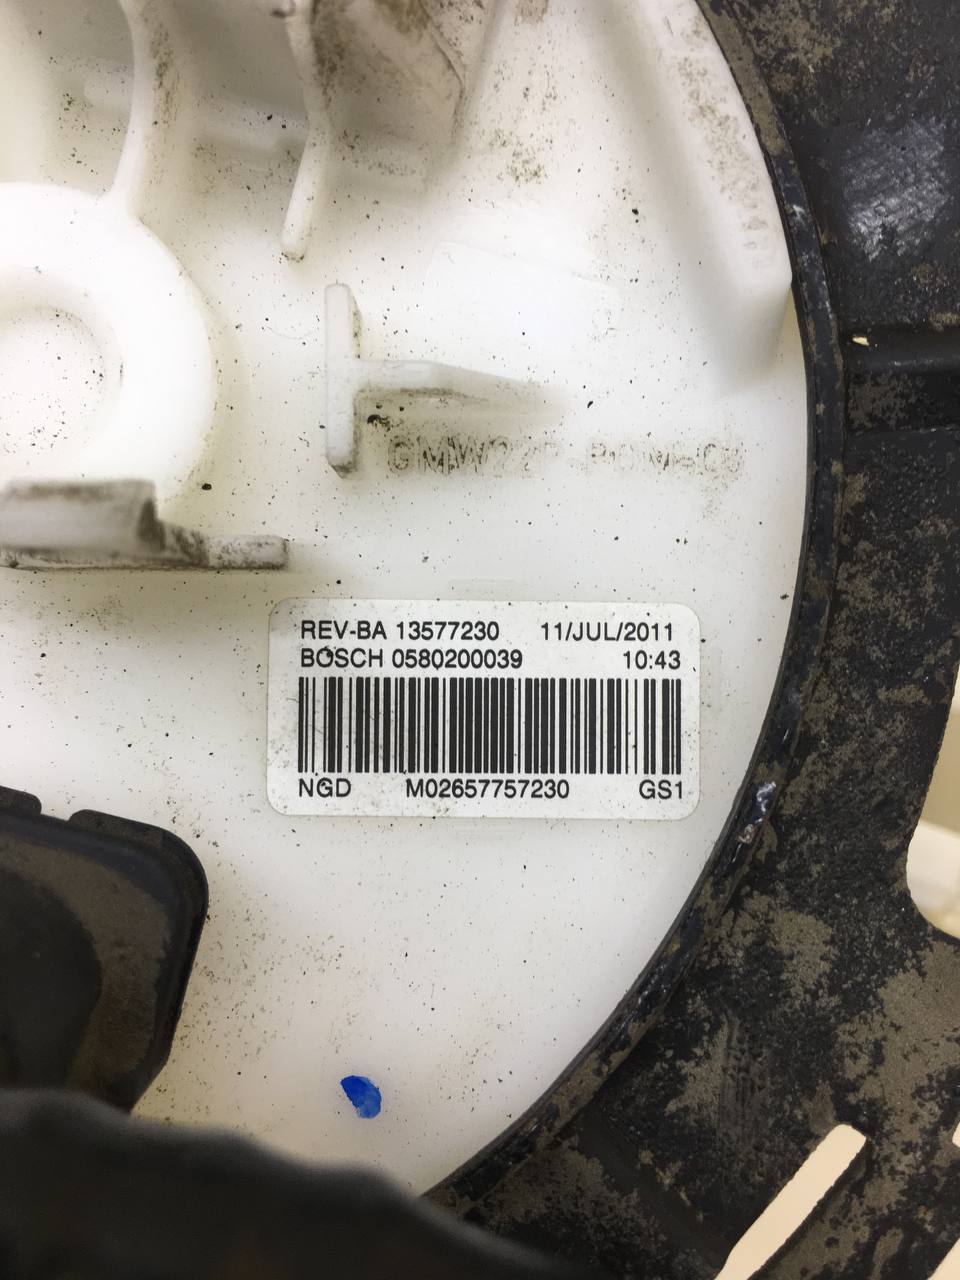 REV-BA 13577230 11/JUL/2011
BOSCH 0580200039 10:43
NGD M02657757230 GS1